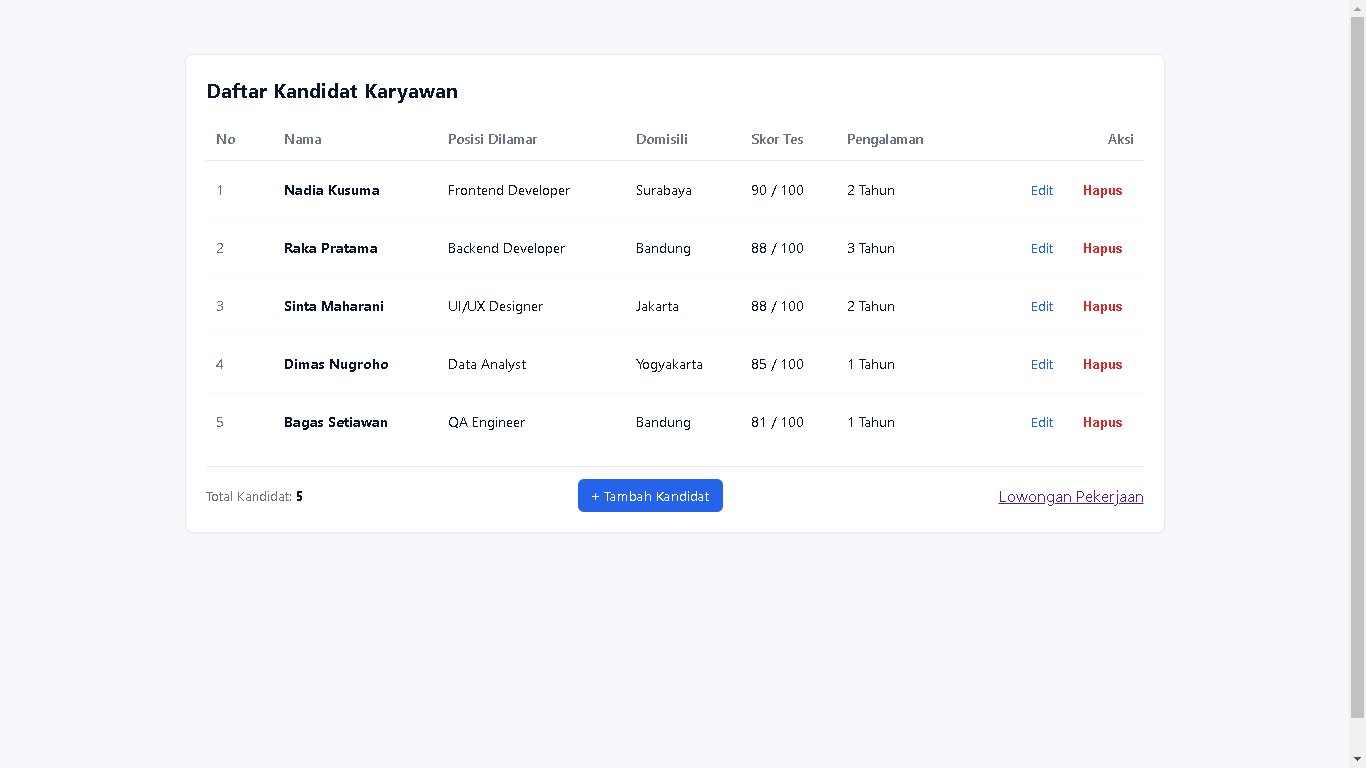 Daftar Kandidat Karyawan
No Nama Posisi Dilamar Domisili Skor Tes Pengalaman Aksi
1 Nadia Kusuma Frontend Developer Surabaya 90 / 100 2 Tahun Edit Hapus
2 Raka Pratama Backend Developer Bandung 88 / 100 3 Tahun Edit Hapus
3 Sinta Maharani UI/UX Designer Jakarta 88 / 100 2 Tahun Edit Hapus
4 Dimas Nugroho Data Analyst Yogyakarta 85 / 100 1 Tahun Edit Hapus
5 Bagas Setiawan QA Engineer Bandung 81 / 100 1 Tahun Edit Hapus
Total Kandidat: 5 + Tambah Kandidat Lowongan Pekerjaan